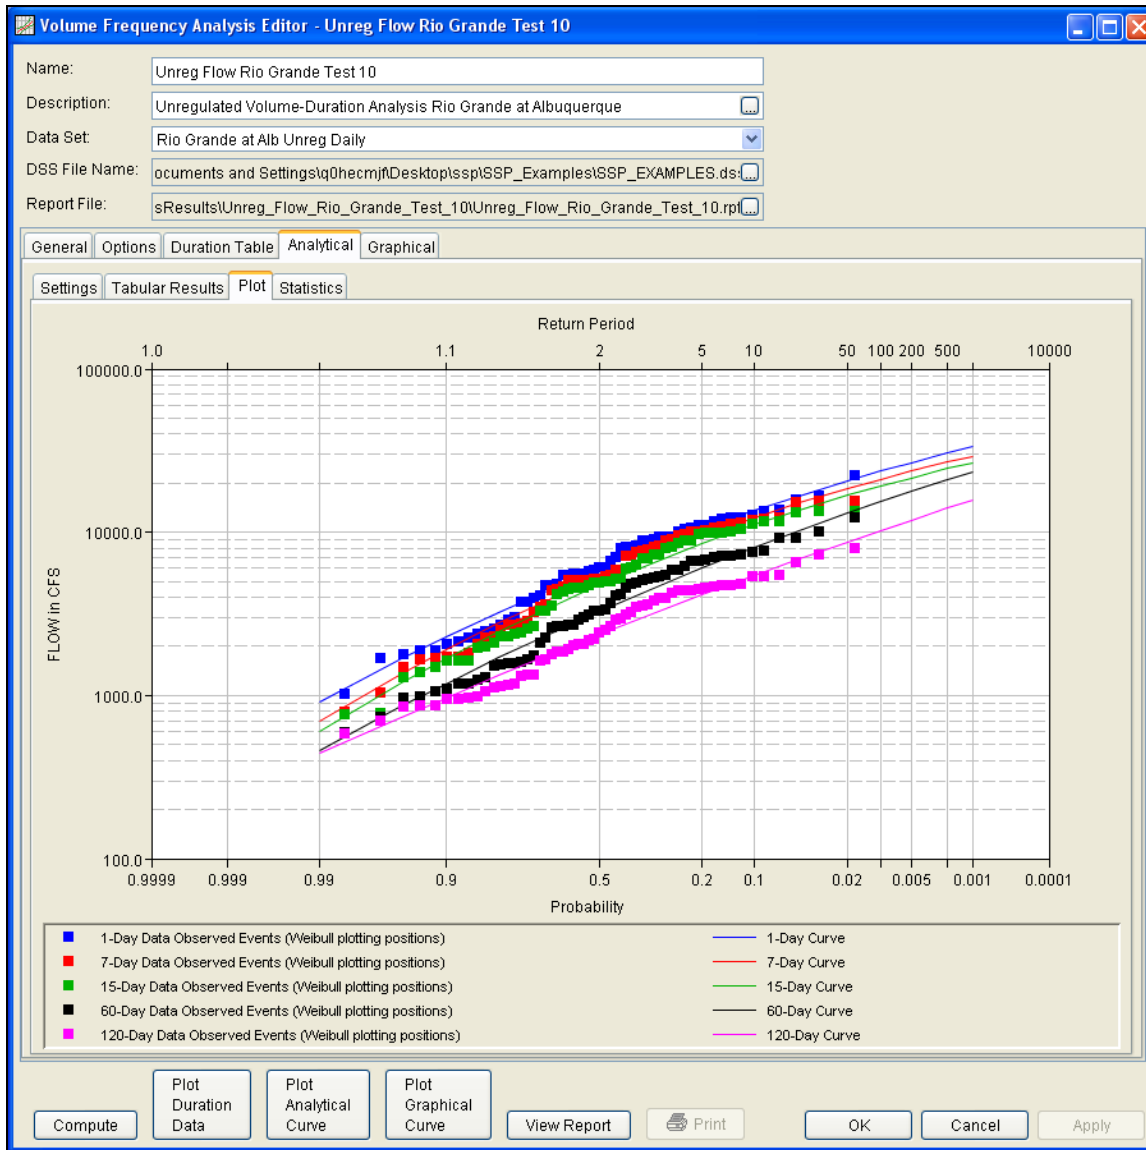 Volume Frequency Analysis Editor - Unreg Flow Rio Grande Test 10
Name: Unreg Flow Rio Grande Test 10
Description: Unregulated Volume-Duration Analysis Rio Grande at Albuquerque ...
Data Set: Rio Grande at Alb Unreg Daily
DSS File Name: ocuments and Settings\q0hecmjf\Desktop\ssp\SSP_Examples\SSP_EXAMPLES.dss ...
Report File: sResults\Unreg_Flow_Rio_Grande_Test_10\Unreg_Flow_Rio_Grande_Test_10.rpt ...
General Options Duration Table Analytical Graphical
Settings Tabular Results Plot Statistics
Return Period
1.0 1.1 2 5 10 50 100 200 500 10000
100000.0
10000.0
1000.0
100.0
FLOW in CFS
0.9999 0.999 0.99 0.9 0.5 0.2 0.1 0.02 0.005 0.001 0.0001
Probability
1-Day Data Observed Events (Weibull plotting positions) 1-Day Curve
7-Day Data Observed Events (Weibull plotting positions) 7-Day Curve
15-Day Data Observed Events (Weibull plotting positions) 15-Day Curve
60-Day Data Observed Events (Weibull plotting positions) 60-Day Curve
120-Day Data Observed Events (Weibull plotting positions) 120-Day Curve
Compute
Plot
Duration
Data
Plot
Analytical
Curve
Plot
Graphical
Curve
View Report
Print
OK
Cancel
Apply